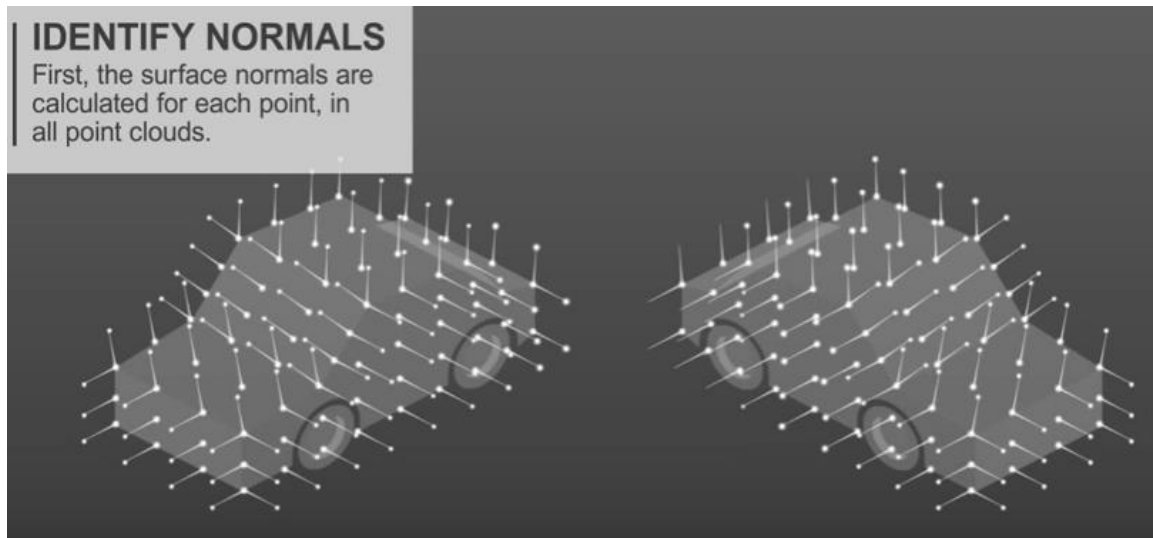 IDENTIFY NORMALS
First, the surface normals are
calculated for each point, in
all point clouds.